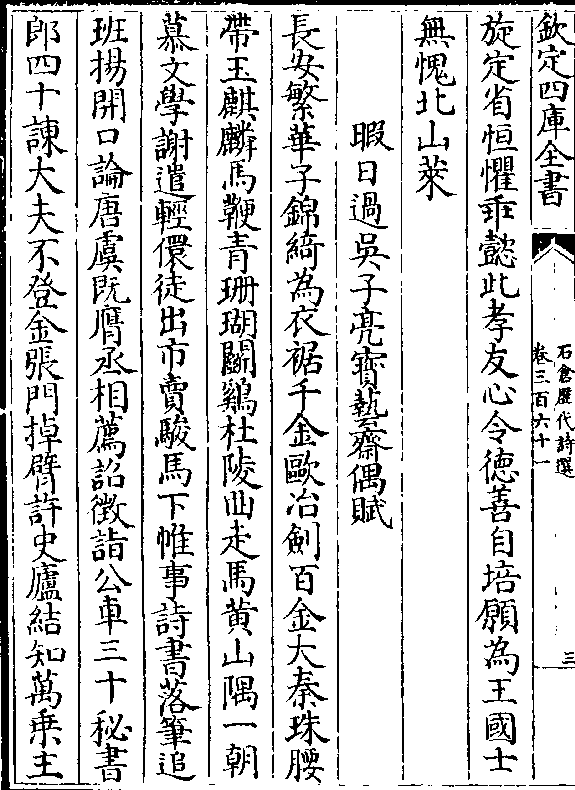 欽定四庫全書
石倉歷代詩選
卷三百六十一
三
旋定省恒懼乖懿此孝友心令徳善自培願為王國士
無愧北山萊
暇日過吳子亮寳藝齋偶賦
長安繁華子錦綺為衣裾千金歐冶劍百金大秦珠腰
帶玉麒麟馬鞭青珊瑚鬭鷄杜陵曲走馬黄山隅一朝
慕文學謝遣輕儇徒出市賣駿馬下帷事詩書落筆追
班揚開口論唐虞既膺丞相薦詔徴詣公車三十秘書
郎四十諫大夫不登金張門掉臂許史廬結知萬乗主